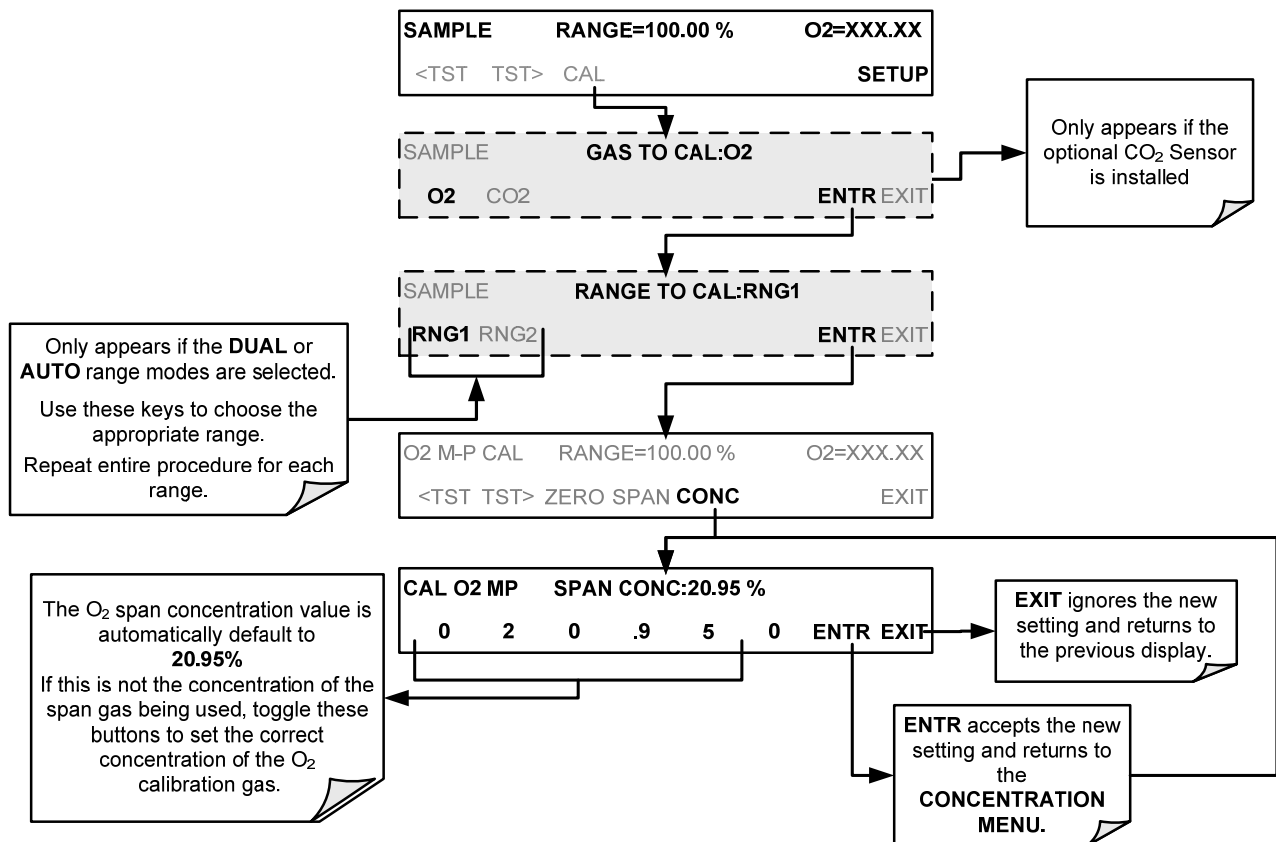 SAMPLE RANGE=100.00 % O2=XXX.XX
<TST TST> CAL SETUP
Only appears if the
optional CO₂ Sensor
is installed
SAMPLE GAS TO CAL:O2
O2 CO2 ENTR EXIT
SAMPLE RANGE TO CAL:RNG1
RNG1 RNG2 ENTR EXIT
Only appears if the DUAL or
AUTO range modes are selected.
Use these keys to choose the
appropriate range.
Repeat entire procedure for each
range.
O2 M-P CAL RANGE=100.00 % O2=XXX.XX
<TST TST> ZERO SPAN CONC EXIT
CAL O2 MP SPAN CONC:20.95 %
0 2 0 .9 5 0 ENTR EXIT
The O₂ span concentration value is
automatically default to
20.95%
If this is not the concentration of the
span gas being used, toggle these
buttons to set the correct
concentration of the O₂
calibration gas.
EXIT ignores the new
setting and returns to
the previous display.
ENTR accepts the new
setting and returns to
the
CONCENTRATION
MENU.